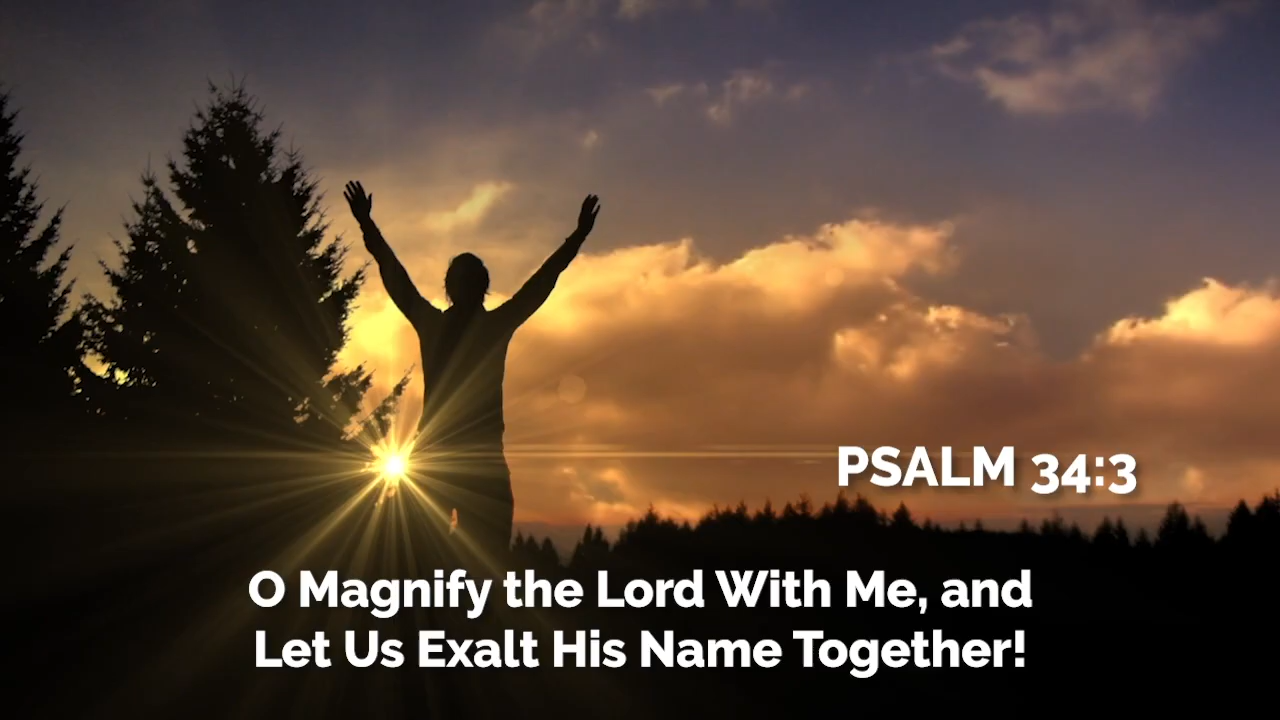 PSALM 34:3
O Magnify the Lord With Me, and
Let Us Exalt His Name Together!